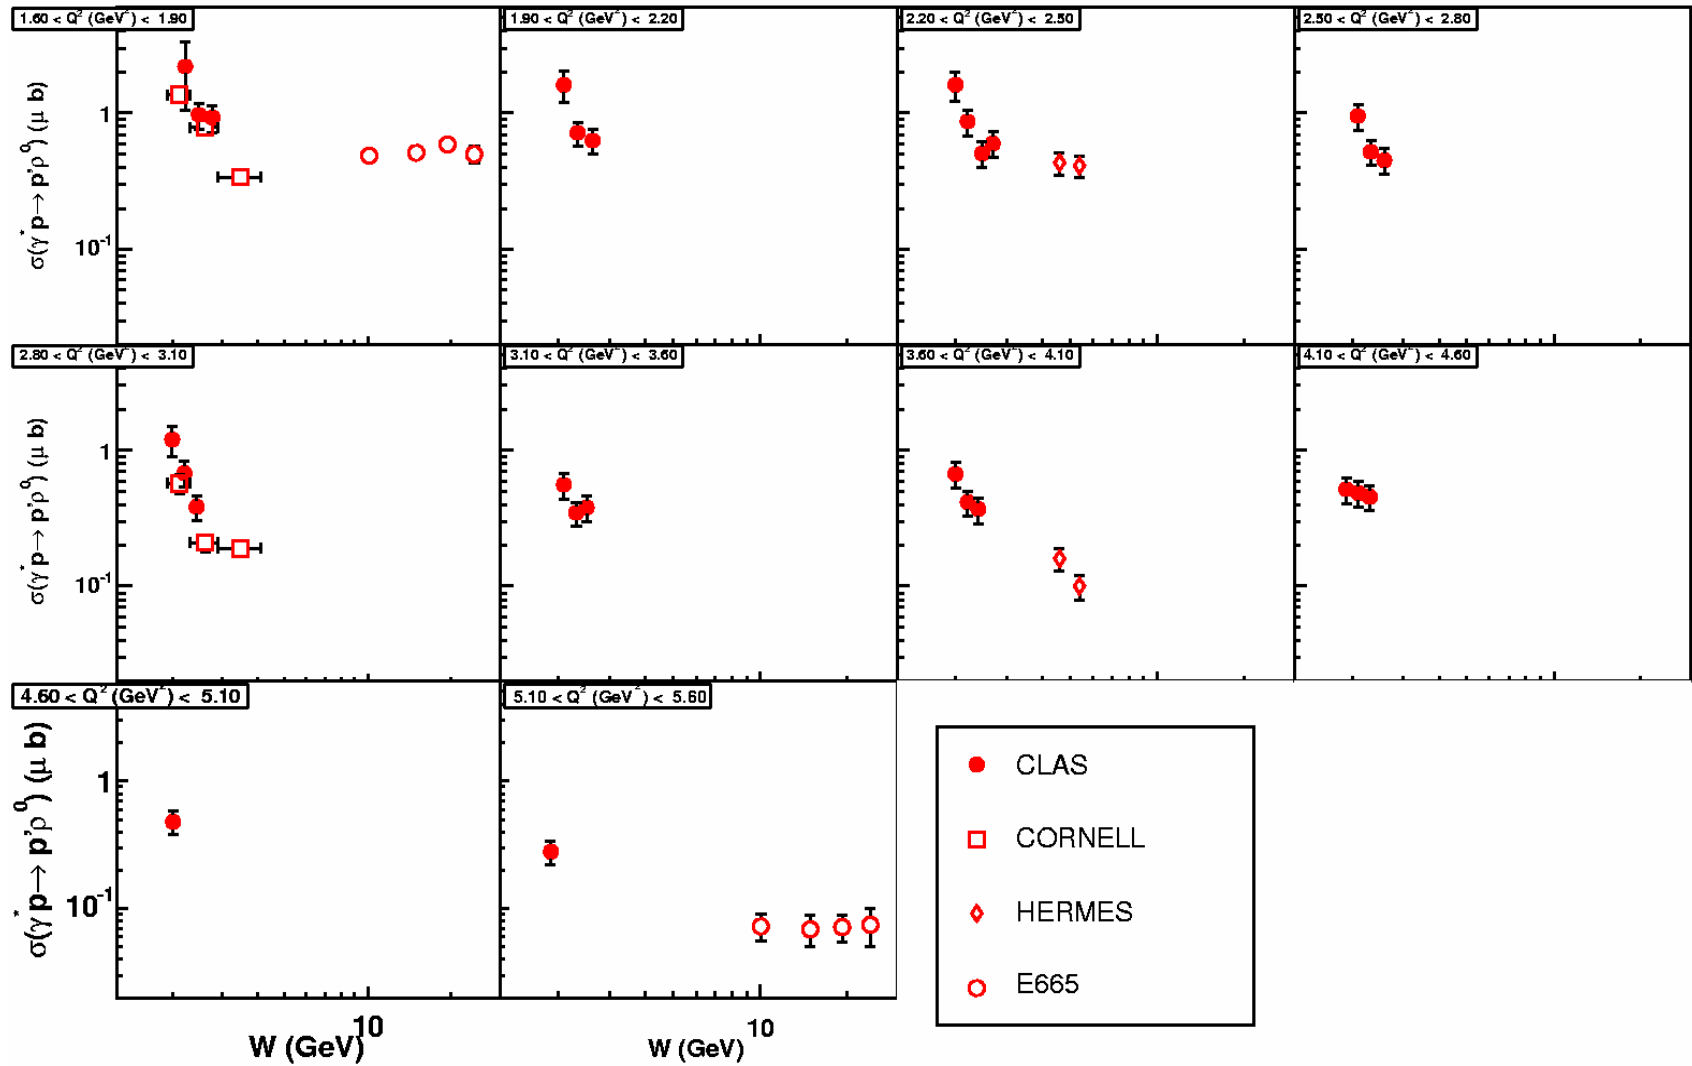 1.60 < Q² (GeV²) < 1.90
1.90 < Q² (GeV²) < 2.20
2.20 < Q² (GeV²) < 2.50
2.50 < Q² (GeV²) < 2.80
σ(γ* p→ p'ρ⁰) (μ b)
1
10⁻¹
2.80 < Q² (GeV²) < 3.10
3.10 < Q² (GeV²) < 3.60
3.60 < Q² (GeV²) < 4.10
4.10 < Q² (GeV²) < 4.60
σ(γ* p→ p'ρ⁰) (μ b)
1
10⁻¹
4.60 < Q² (GeV²) < 5.10
5.10 < Q² (GeV²) < 5.60
σ(γ* p→ p'ρ⁰) (μ b)
1
10⁻¹
10
W (GeV)
10
W (GeV)
CLAS
CORNELL
HERMES
E665